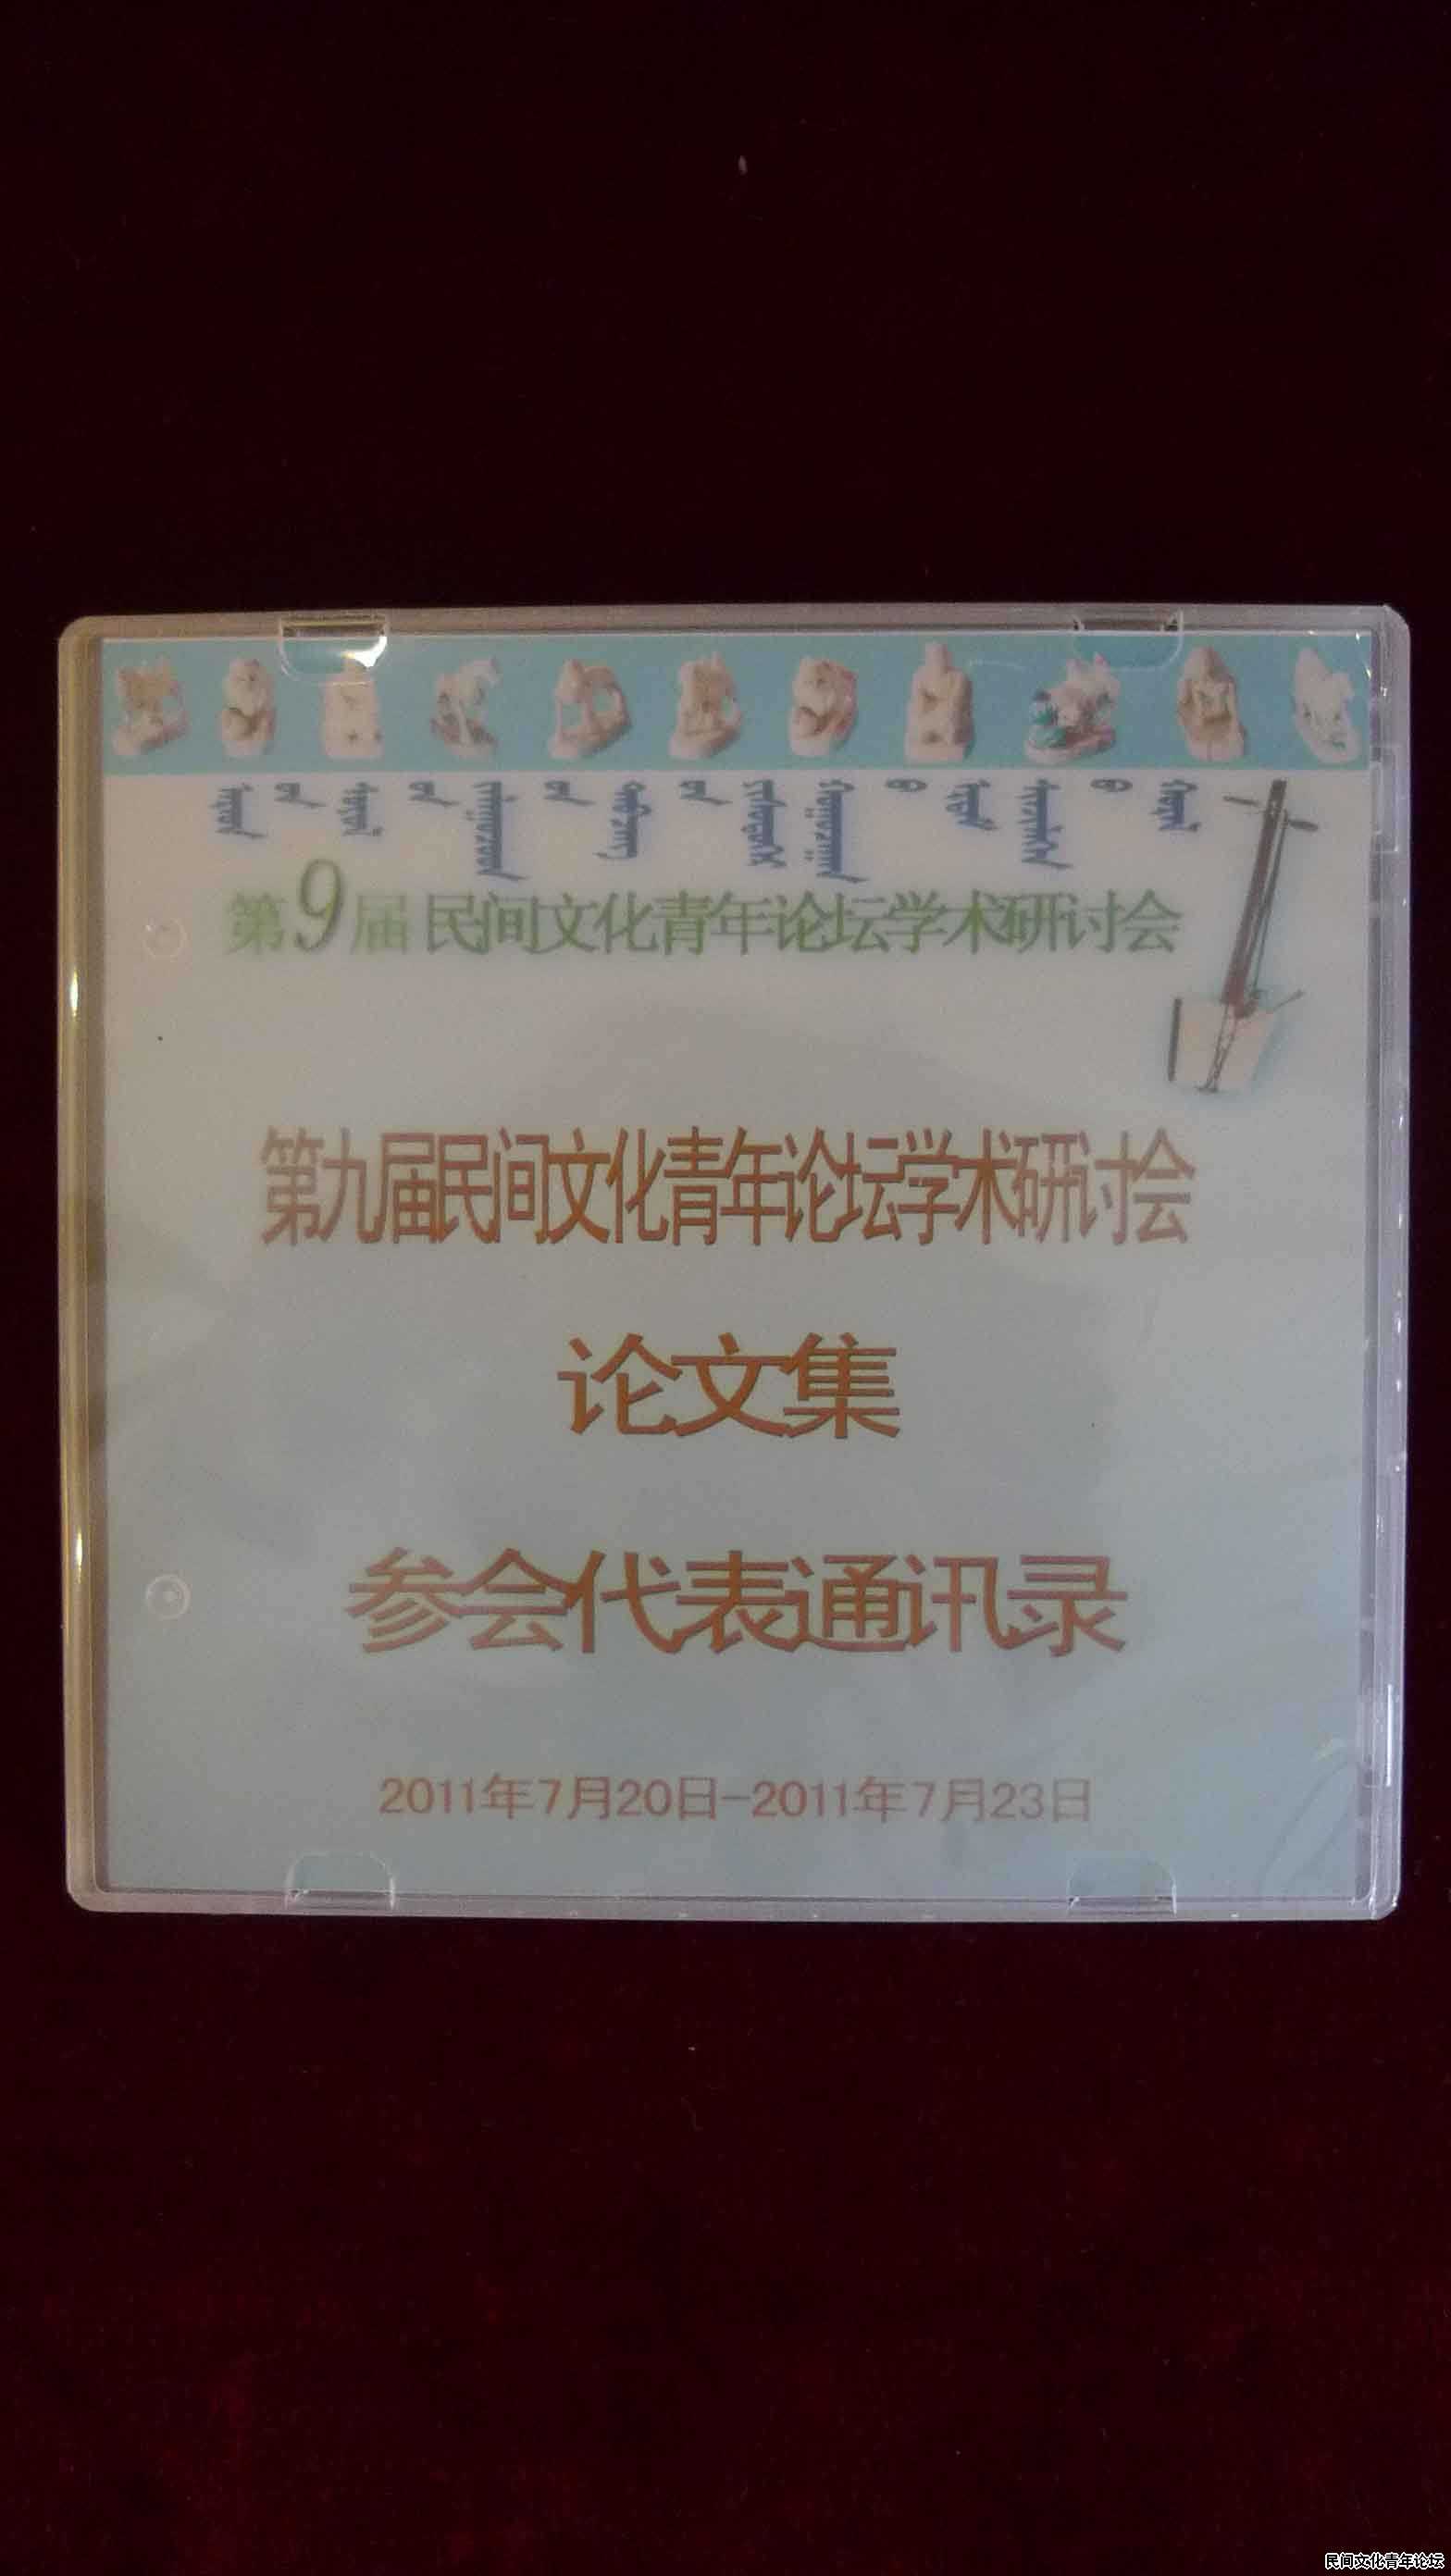 第9届 民间文化青年论坛学术研讨会
第九届民间文化青年论坛学术研讨会
论文集
参会代表通讯录
2011年7月20日-2011年7月23日
民间文化青年论坛